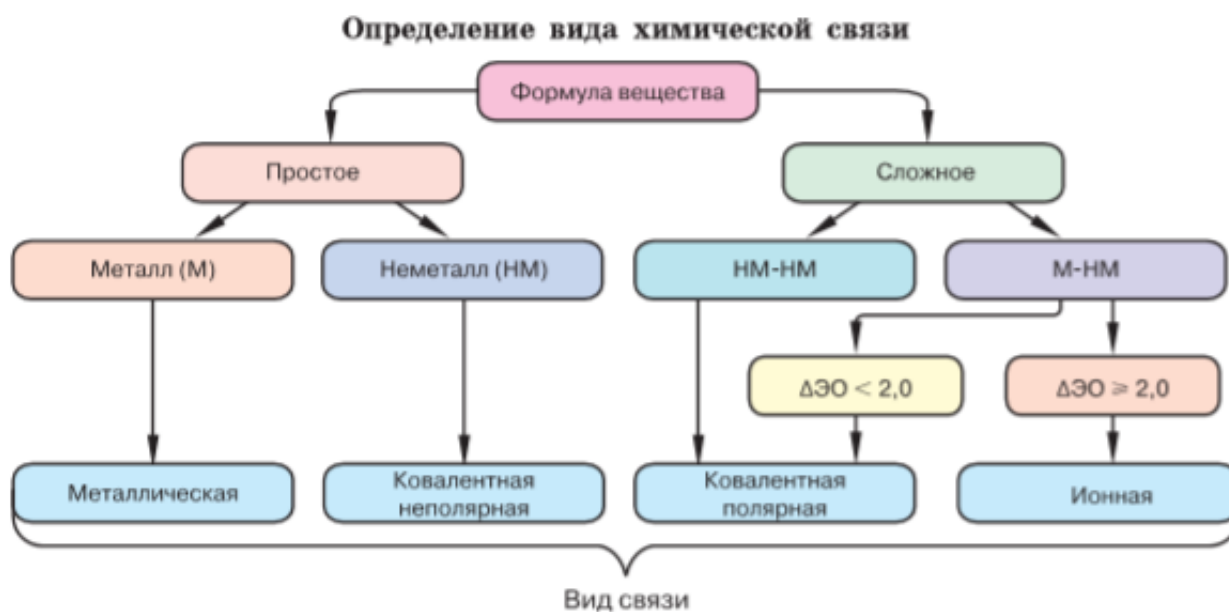 Определение вида химической связи
Формула вещества
Простое
Сложное
Металл (М)
Неметалл (НМ)
НМ-НМ
М-НМ
ΔЭО < 2,0
ΔЭО ⩾ 2,0
Металлическая
Ковалентная
неполярная
Ковалентная
полярная
Ионная
Вид связи